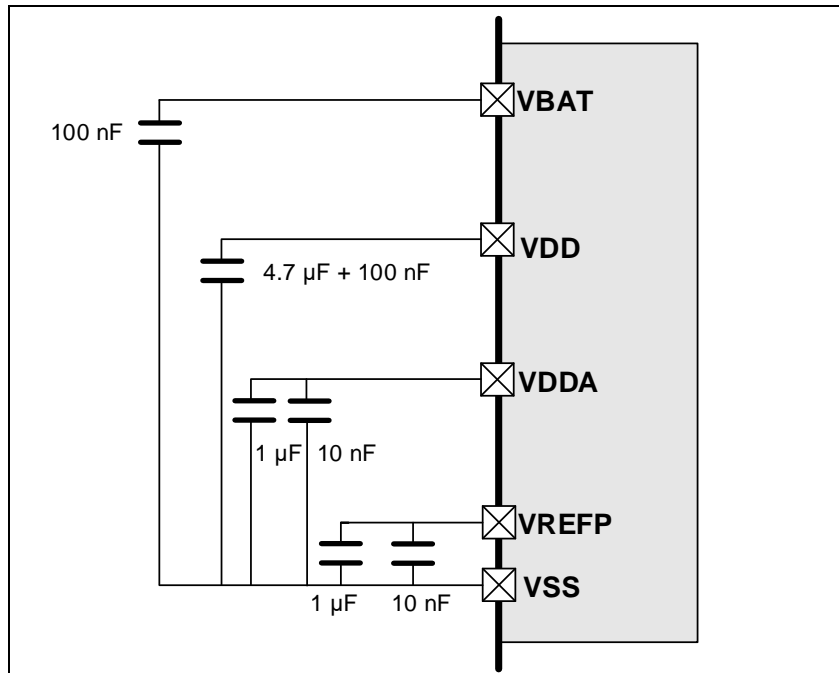 VBAT
100 nF
VDD
4.7 µF + 100 nF
VDDA
1 µF 10 nF
VREFP
VSS
1 µF 10 nF